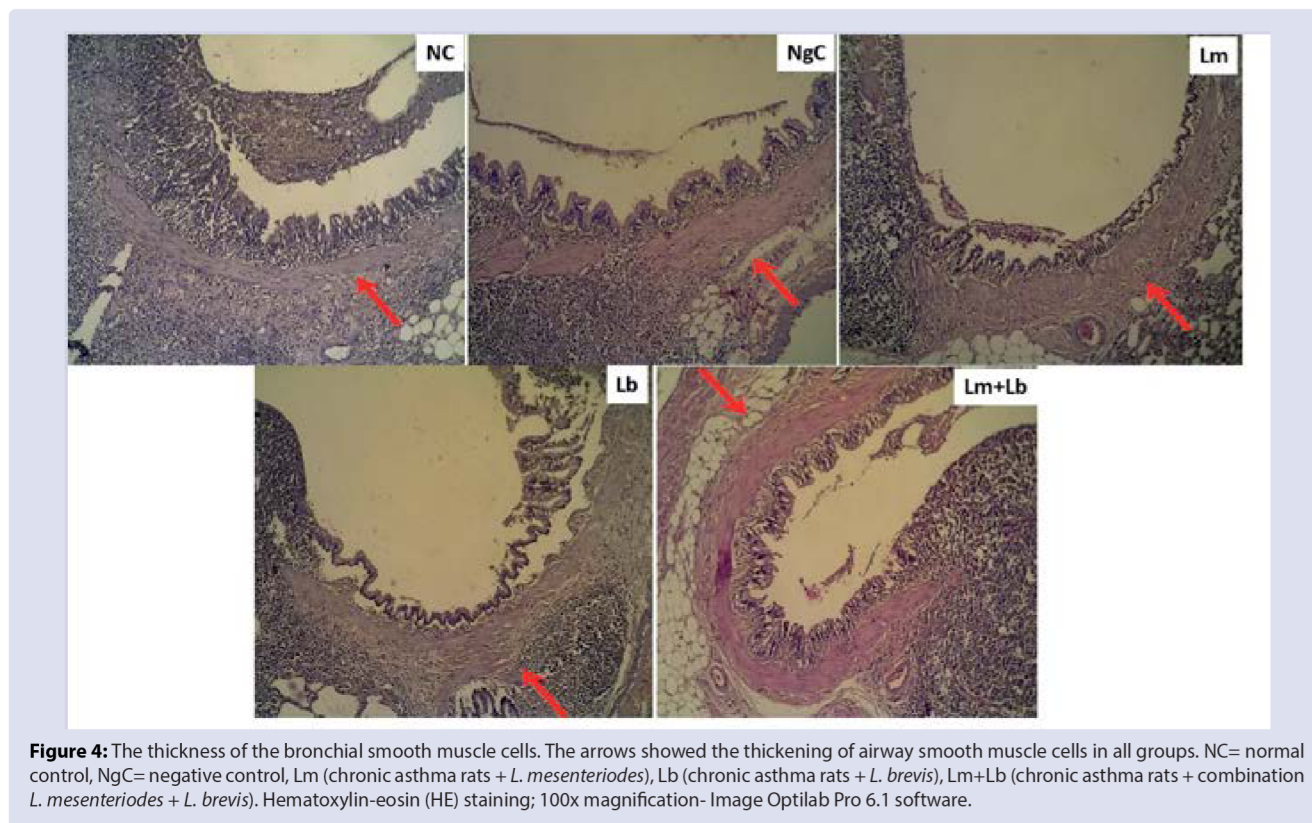 NC
NgC
Lm
Lb
Lm+Lb
Figure 4: The thickness of the bronchial smooth muscle cells. The arrows showed the thickening of airway smooth muscle cells in all groups. NC= normal
control, NgC= negative control, Lm (chronic asthma rats + L. mesenteriodes), Lb (chronic asthma rats + L. brevis), Lm+Lb (chronic asthma rats + combination
L. mesenteriodes + L. brevis). Hematoxylin-eosin (HE) staining; 100x magnification- Image Optilab Pro 6.1 software.